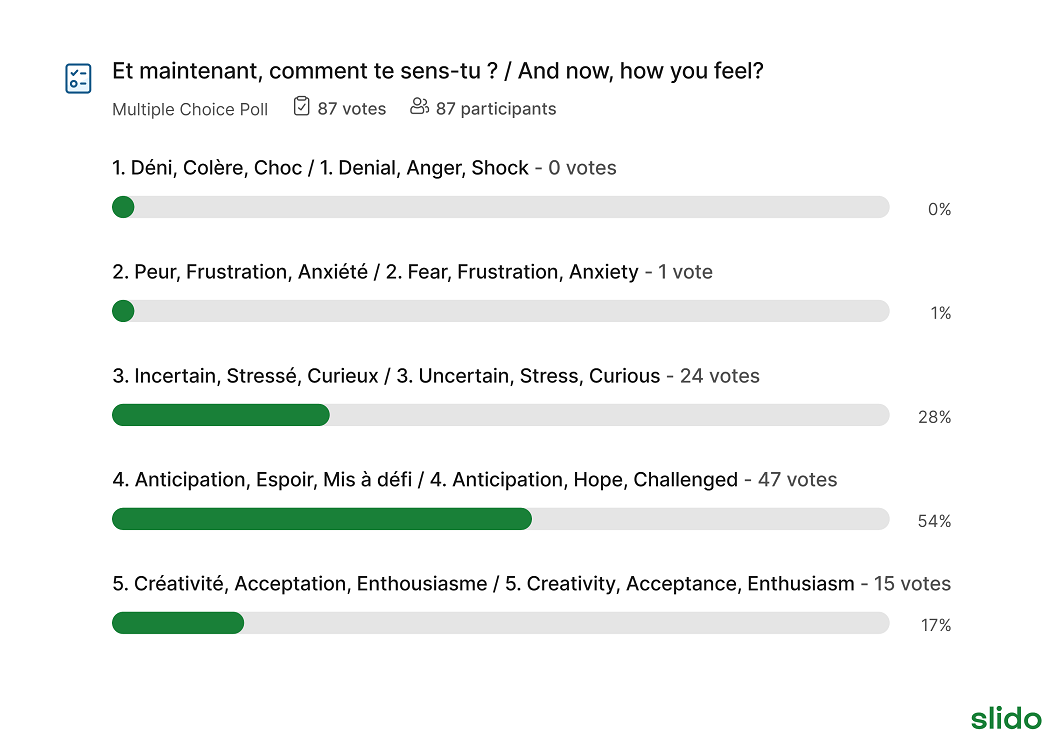 Et maintenant, comment te sens-tu ? / And now, how you feel?
Multiple Choice Poll 87 votes 87 participants
1. Déni, Colère, Choc / 1. Denial, Anger, Shock - 0 votes
0%
2. Peur, Frustration, Anxiété / 2. Fear, Frustration, Anxiety - 1 vote
1%
3. Incertain, Stressé, Curieux / 3. Uncertain, Stress, Curious - 24 votes
28%
4. Anticipation, Espoir, Mis à défi / 4. Anticipation, Hope, Challenged - 47 votes
54%
5. Créativité, Acceptation, Enthousiasme / 5. Creativity, Acceptance, Enthusiasm - 15 votes
17%
slido